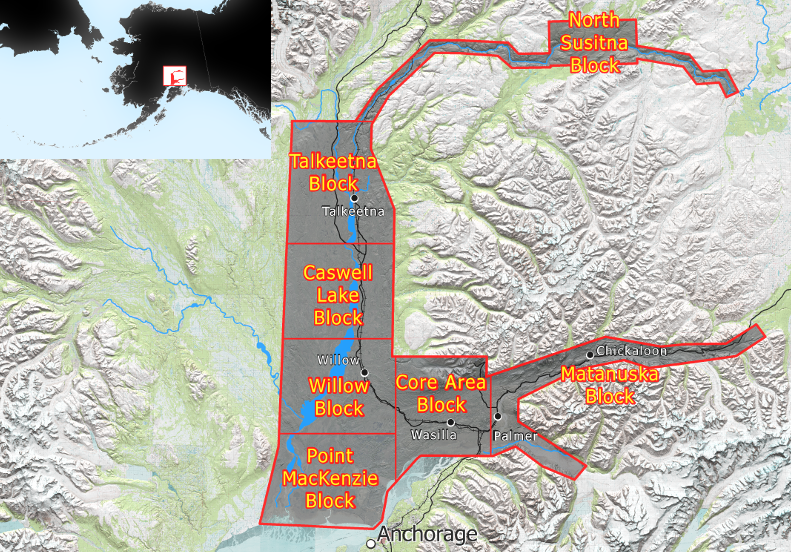 North
Susitna
Block
Talkeetna
Block
Talkeetna
Caswell
Lake
Block
Willow
Willow
Block
Core Area
Block
Chickaloon
Matanuska
Block
Wasilla
Palmer
Point
MacKenzie
Block
Anchorage